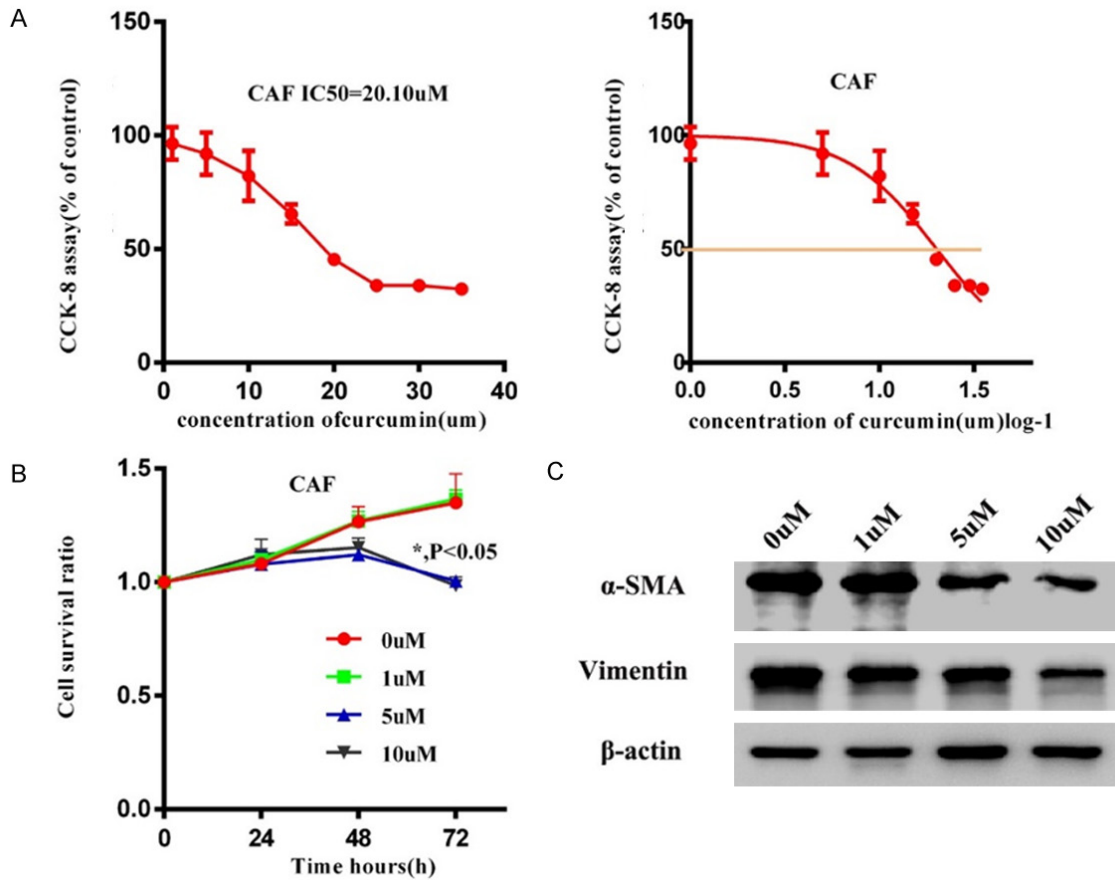 A
150
100
50
0
CCK-8 assay(% of control)
CAF IC50=20.10uM
0 10 20 30 40
concentration ofcurcumin(um)
150
100
50
0
CCK-8 assay(% of control)
CAF
0.0 0.5 1.0 1.5
concentration of curcumin(um)log-1
B
1.5
1.0
0.5
0.0
Cell survival ratio
CAF
*,P<0.05
0uM
1uM
5uM
10uM
0 24 48 72
Time hours(h)
C
0uM 1uM 5uM 10uM
α-SMA
Vimentin
β-actin